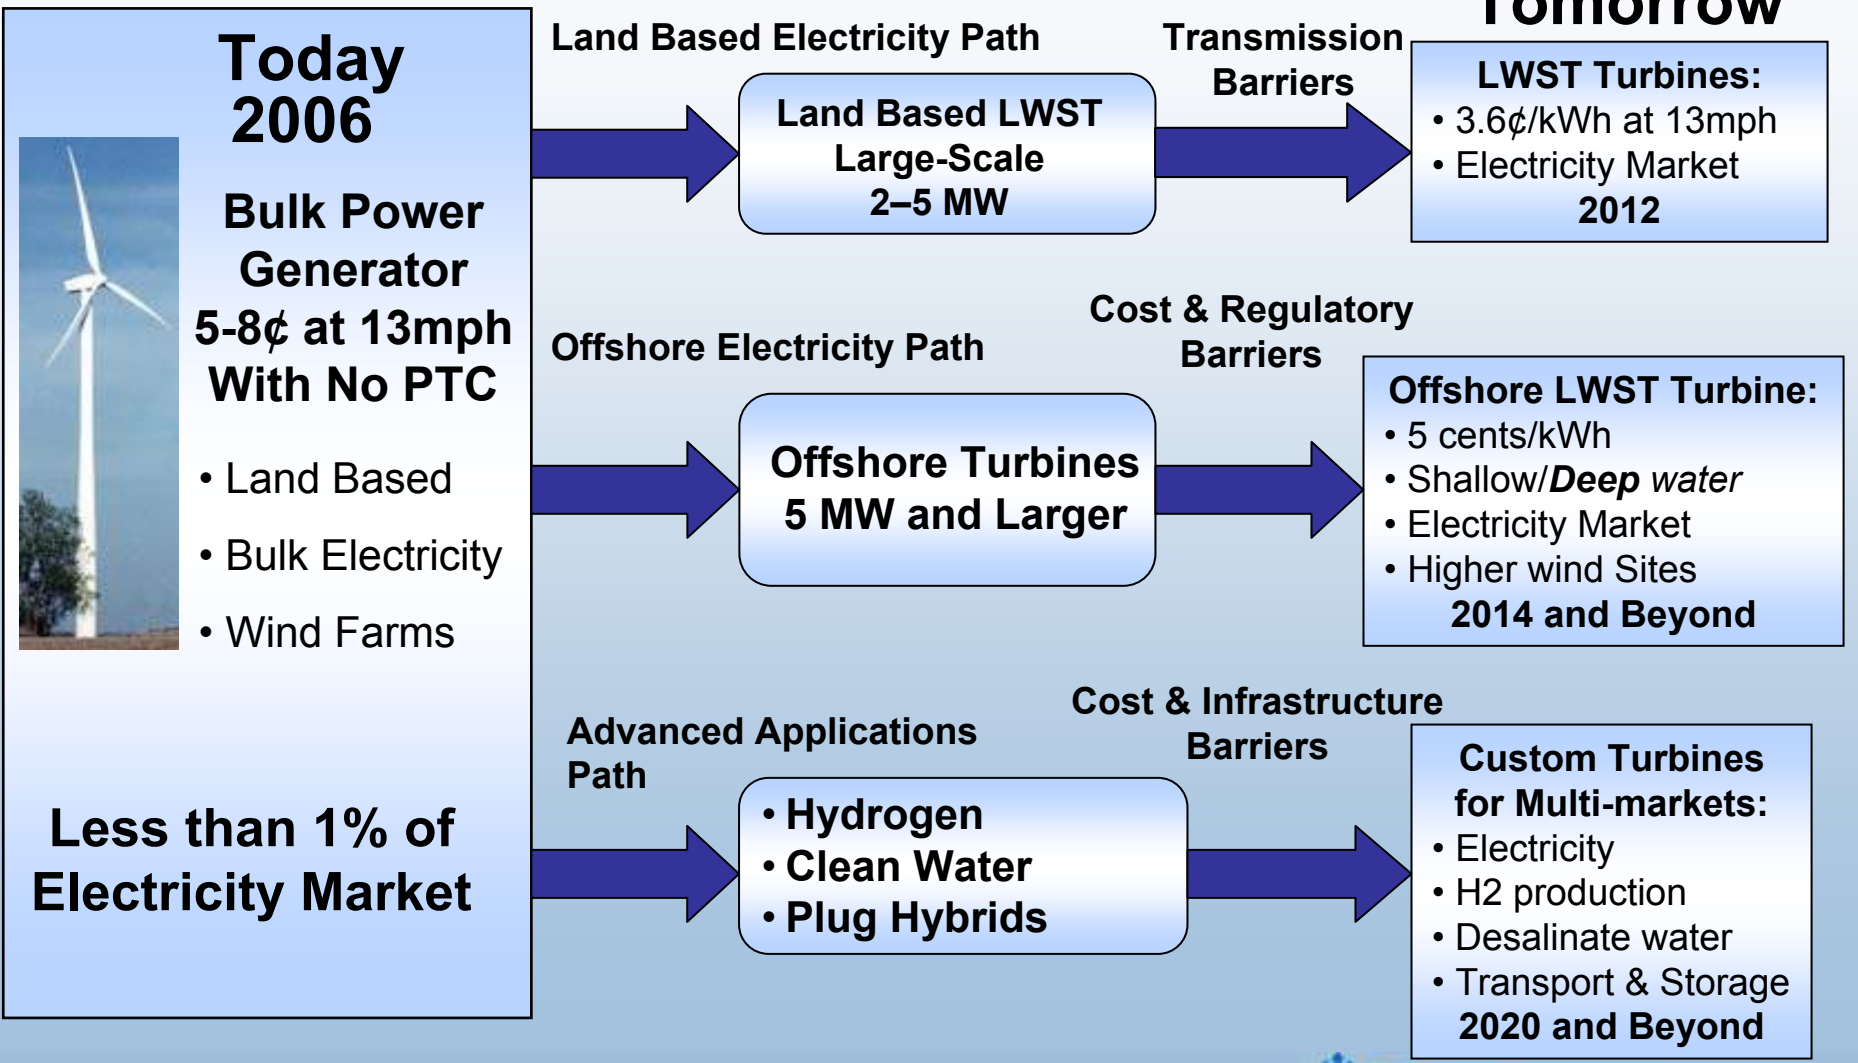 Today
2006
Bulk Power
Generator
5-8¢ at 13mph
With No PTC
• Land Based
• Bulk Electricity
• Wind Farms
Less than 1% of
Electricity Market
Land Based Electricity Path
Land Based LWST
Large-Scale
2–5 MW
Transmission
Barriers
Tomorrow
LWST Turbines:
• 3.6¢/kWh at 13mph
• Electricity Market
2012
Offshore Electricity Path
Offshore Turbines
5 MW and Larger
Cost & Regulatory
Barriers
Offshore LWST Turbine:
• 5 cents/kWh
• Shallow/Deep water
• Electricity Market
• Higher wind Sites
2014 and Beyond
Advanced Applications
Path
• Hydrogen
• Clean Water
• Plug Hybrids
Cost & Infrastructure
Barriers
Custom Turbines
for Multi-markets:
• Electricity
• H2 production
• Desalinate water
• Transport & Storage
2020 and Beyond